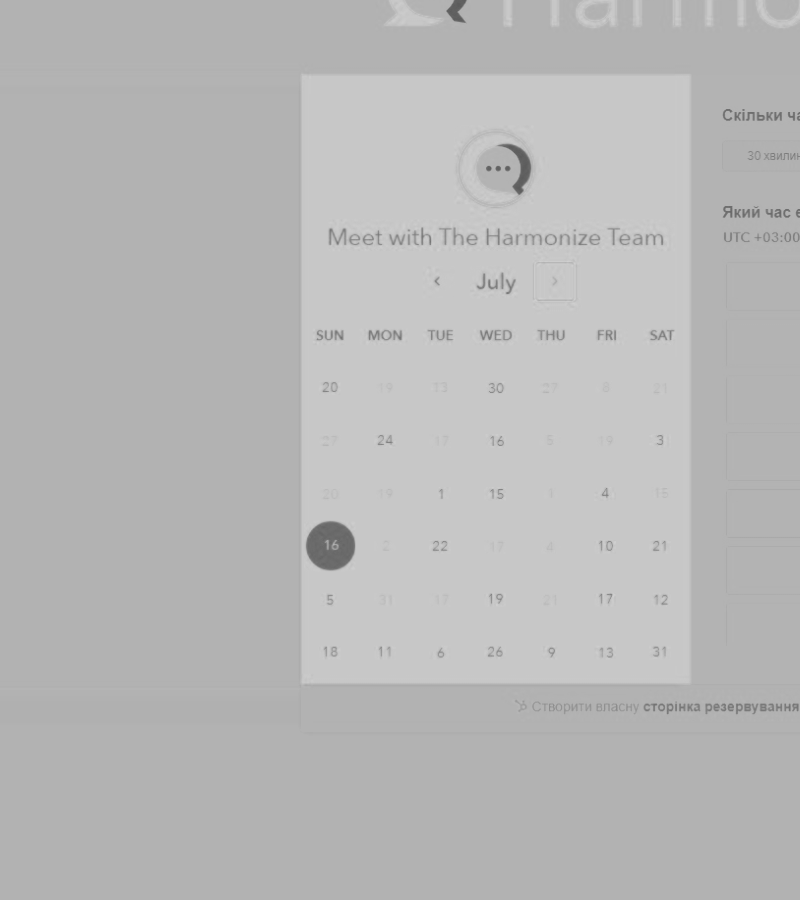 Harmo
Meet with The Harmonize Team
‹ July ›
SUN MON TUE WED THU FRI SAT
20 19 13 30 27 8 21
27 24 17 16 5 19 3
20 19 1 15 1 4 15
16 2 22 17 4 10 21
5 31 17 19 21 17 12
18 11 6 26 9 13 31
Скільки ча
30 хвилин
Який час є
UTC +03:00
Створити власну сторінка резервування